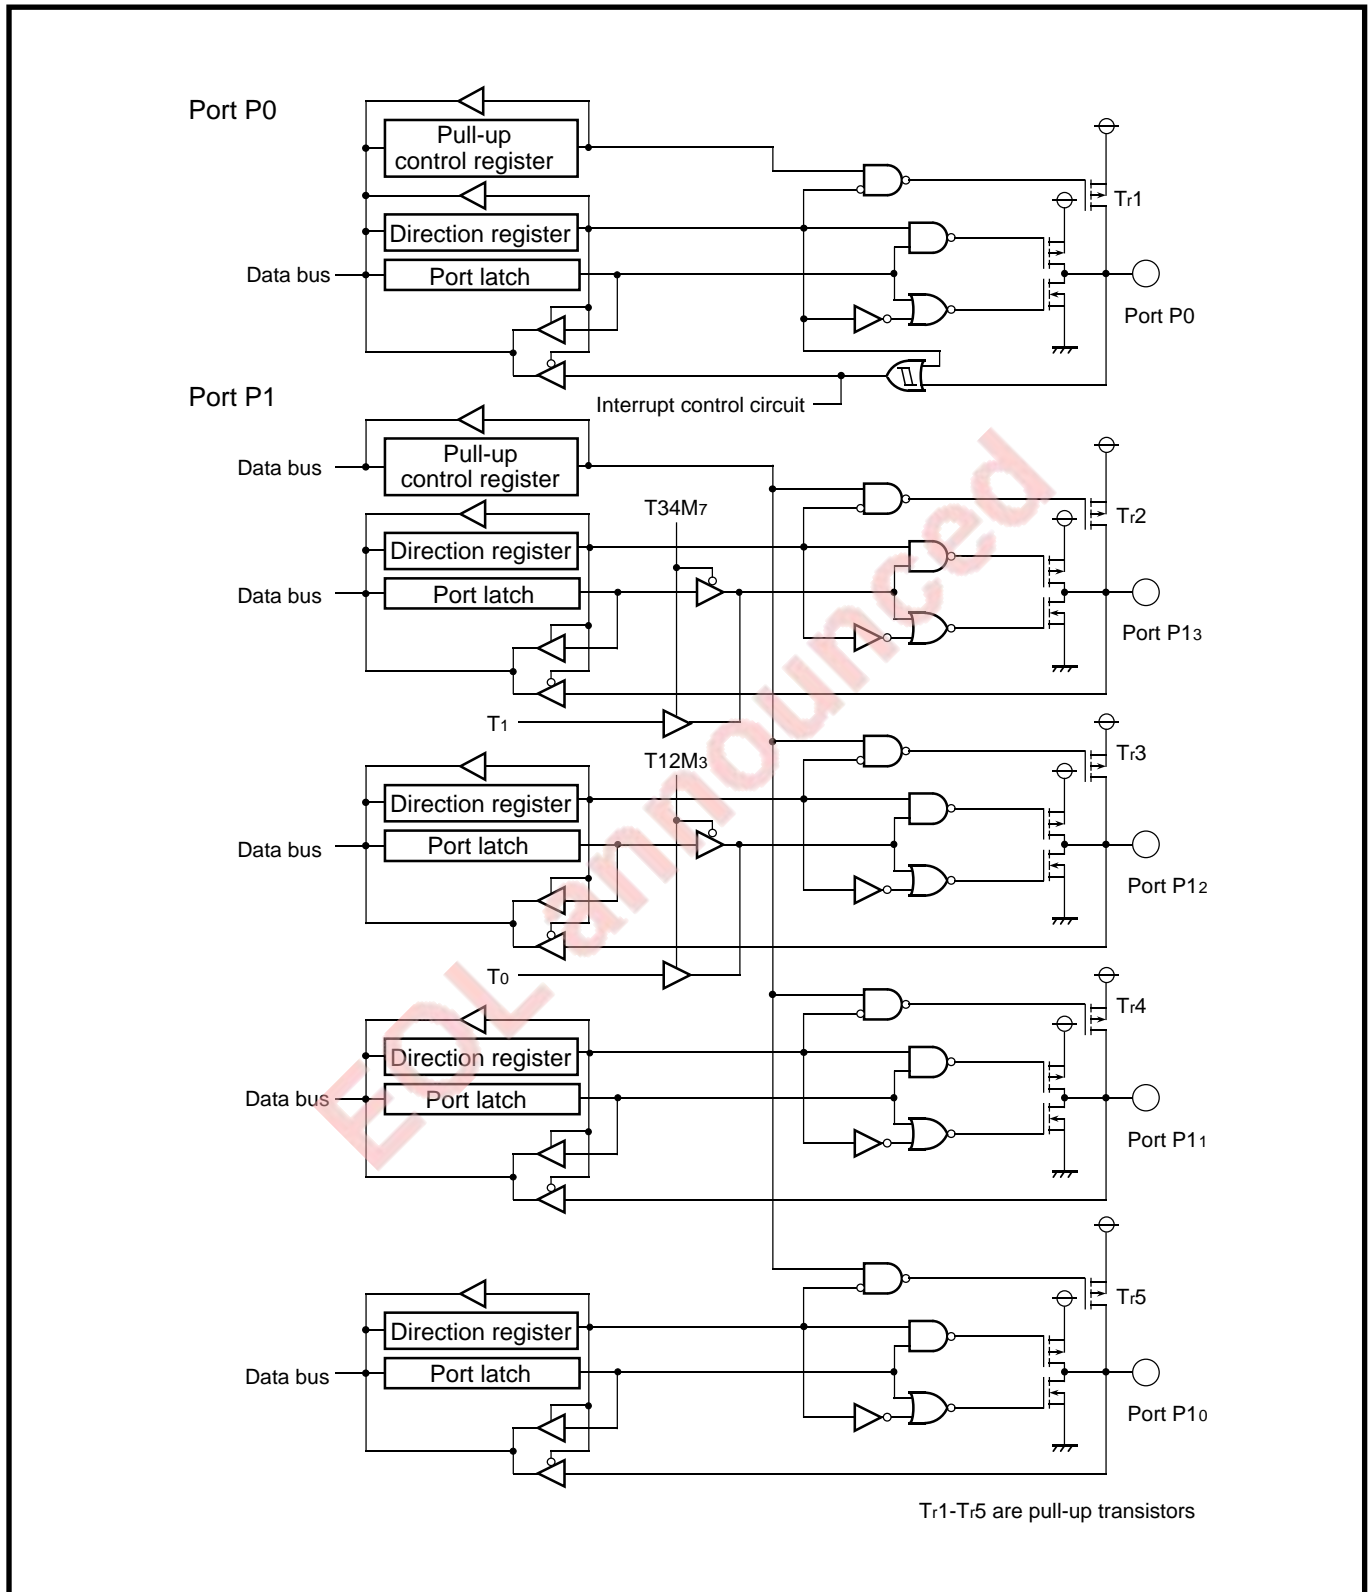 Port P0
Pull-up
control register
Tr1
Direction register
Data bus
Port latch
Port P0
Port P1
Interrupt control circuit
Data bus
Pull-up
control register
T34M7
Tr2
Direction register
Data bus
Port latch
Port P13
T1
T12M3
Tr3
Direction register
Data bus
Port latch
Port P12
T0
Tr4
Direction register
Data bus
Port latch
Port P11
Tr5
Direction register
Data bus
Port latch
Port P10
Tr1-Tr5 are pull-up transistors
EOL announced